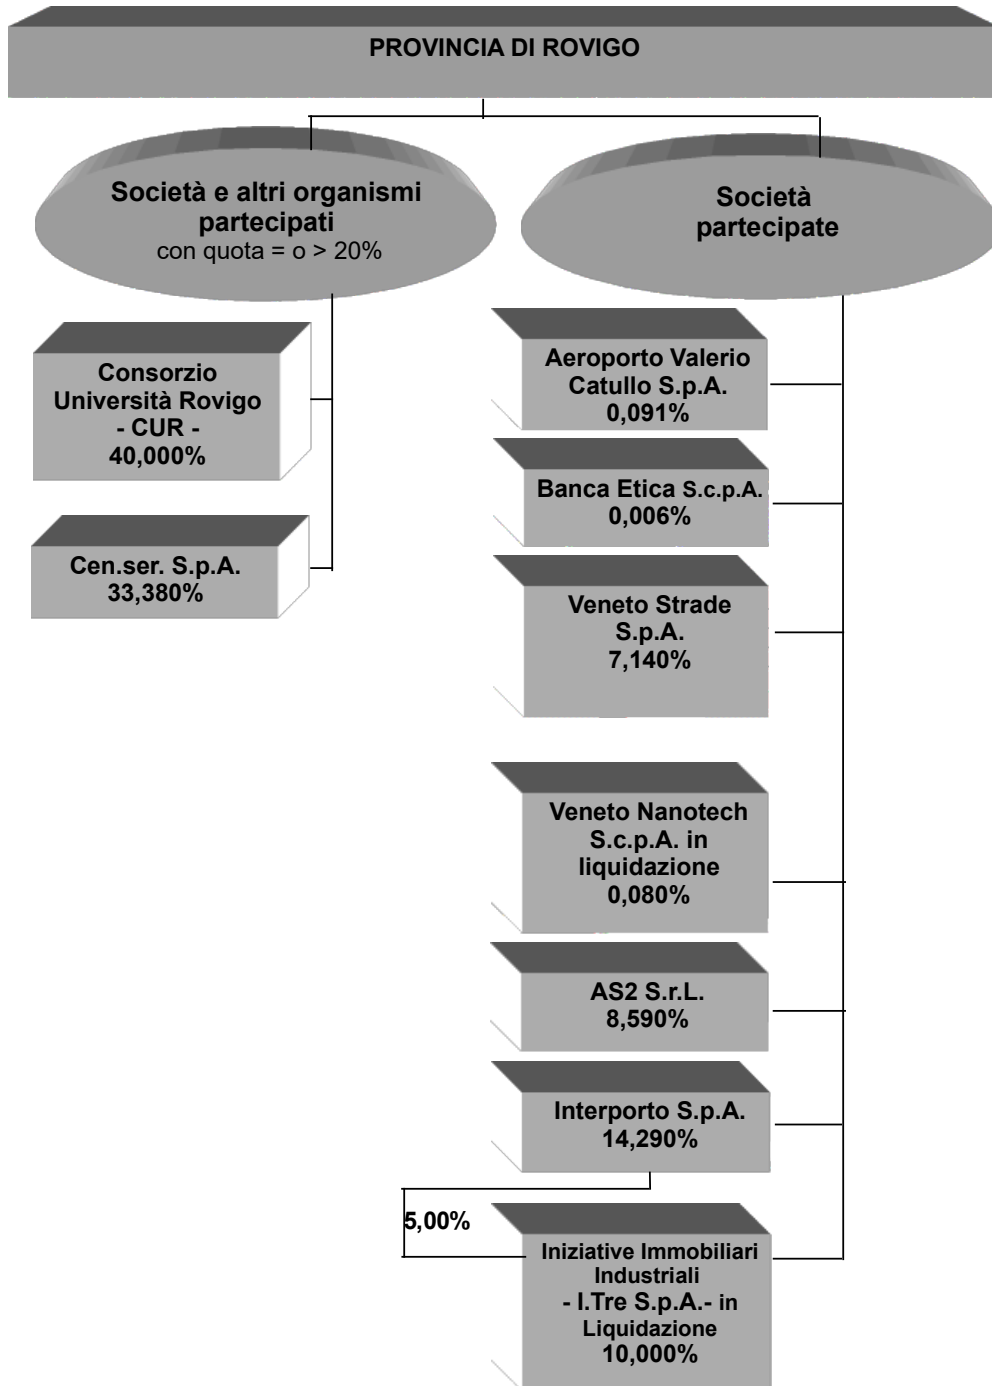 PROVINCIA DI ROVIGO
Società e altri organismi
partecipati
con quota = o > 20%
Società
partecipate
Consorzio
Università Rovigo
- CUR -
40,000%
Cen.ser. S.p.A.
33,380%
Aeroporto Valerio
Catullo S.p.A.
0,091%
Banca Etica S.c.p.A.
0,006%
Veneto Strade
S.p.A.
7,140%
Veneto Nanotech
S.c.p.A. in
liquidazione
0,080%
AS2 S.r.L.
8,590%
Interporto S.p.A.
14,290%
5,00%
Iniziative Immobiliari
Industriali
- I.Tre S.p.A.- in
Liquidazione
10,000%